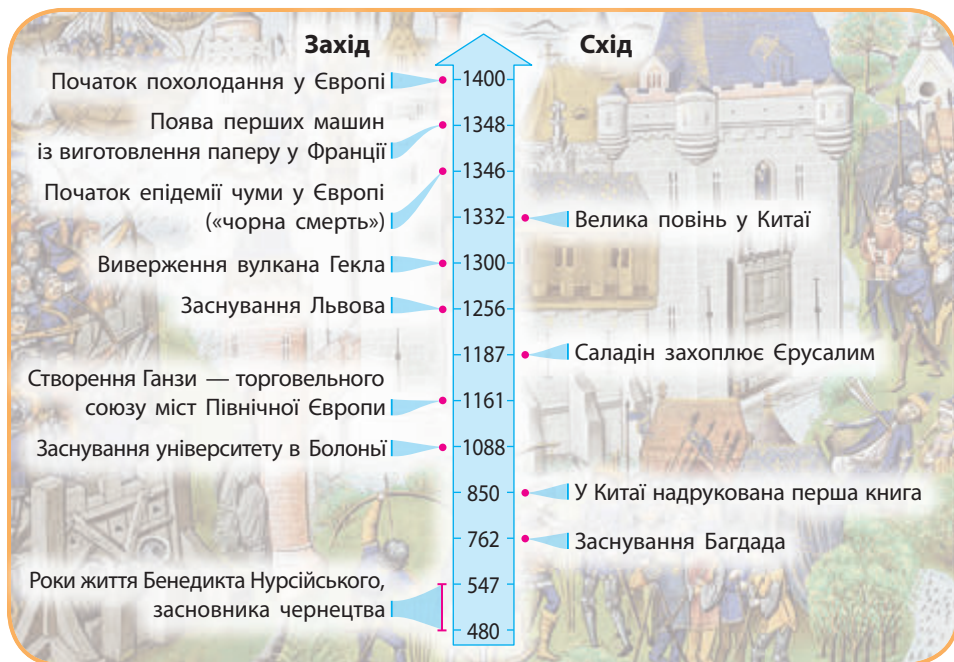 Захід
Схід
Початок похолодання у Європі
1400
Поява перших машин
із виготовлення паперу у Франції
1348
Початок епідемії чуми у Європі
(«чорна смерть»)
1346
1332
Велика повінь у Китаї
Виверження вулкана Гекла
1300
Заснування Львова
1256
1187
Саладін захоплює Єрусалим
Створення Ганзи — торговельного
союзу міст Північної Європи
1161
Заснування університету в Болоньї
1088
850
У Китаї надрукована перша книга
762
Заснування Багдада
Роки життя Бенедикта Нурсійського,
засновника чернецтва
547
480